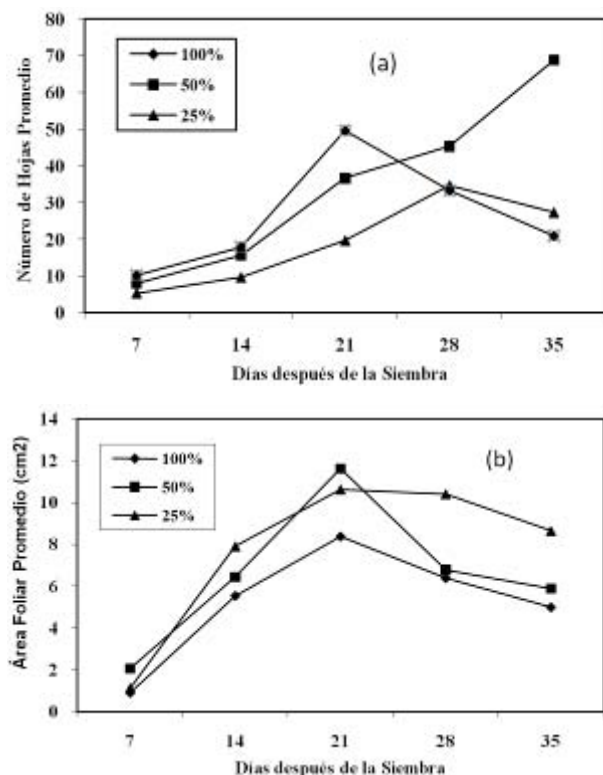 80
70
60
50
40
30
20
10
0
Número de Hojas Promedio
100%
50%
25%
(a)
7 14 21 28 35
Días después de la Siembra
14
12
10
8
6
4
2
0
Área Foliar Promedio (cm2)
100%
50%
25%
(b)
7 14 21 28 35
Días después de la Siembra